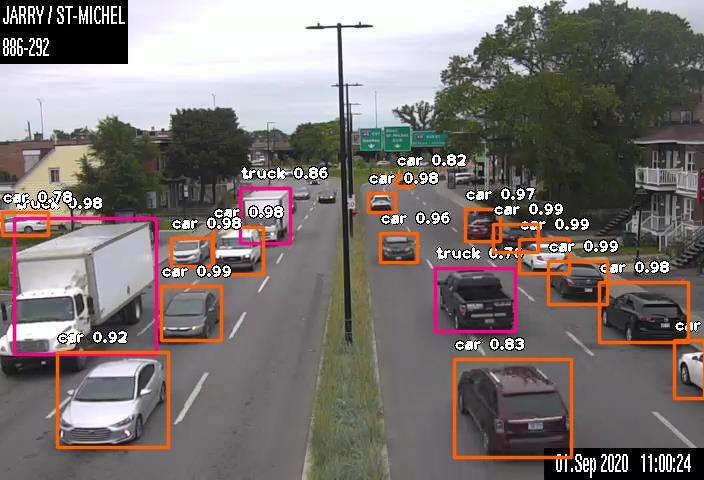 JARRY / ST-MICHEL
886-292
car 0.82
truck 0.86
car 0.98
car 0.78
0.98
car 0.97
car 0.98
car 0.98
car 0.99
car 0.96
car 0.99
truck 0.7
car 0.99
car 0.99
car 0.98
car
car 0.92
car 0.83
01.Sep 2020 11:00:24